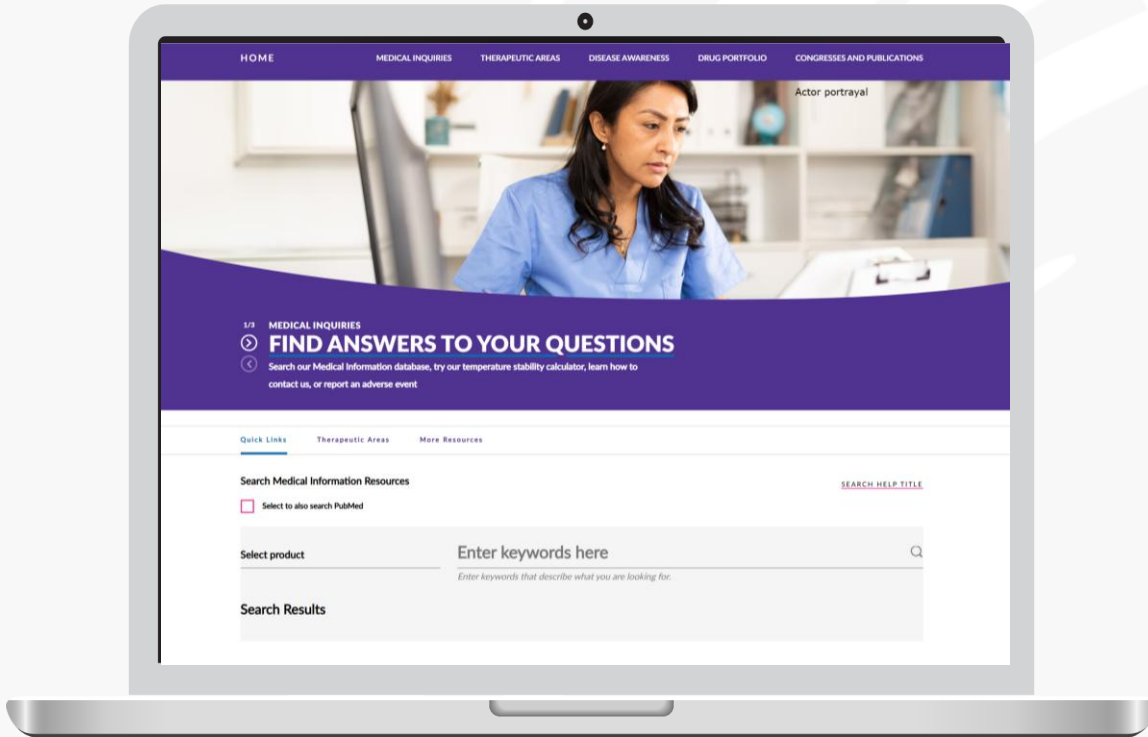 HOME MEDICAL INQUIRIES THERAPEUTIC AREAS DISEASE AWARENESS DRUG PORTFOLIO CONGRESSES AND PUBLICATIONS
Actor portrayal
1/3 MEDICAL INQUIRIES
FIND ANSWERS TO YOUR QUESTIONS
Search our Medical Information database, try our temperature stability calculator, learn how to
contact us, or report an adverse event
Quick Links Therapeutic Areas More Resources
Search Medical Information Resources
SEARCH HELP TITLE
Select to also search PubMed
Select product Enter keywords here
Enter keywords that describe what you are looking for.
Search Results